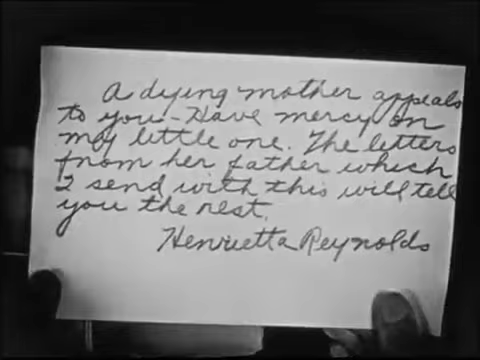 A dying mother appeals
to you - Have mercy on
my little one. The letters
from her father which
I send with this will tell
you the rest.
Henrietta Reynolds